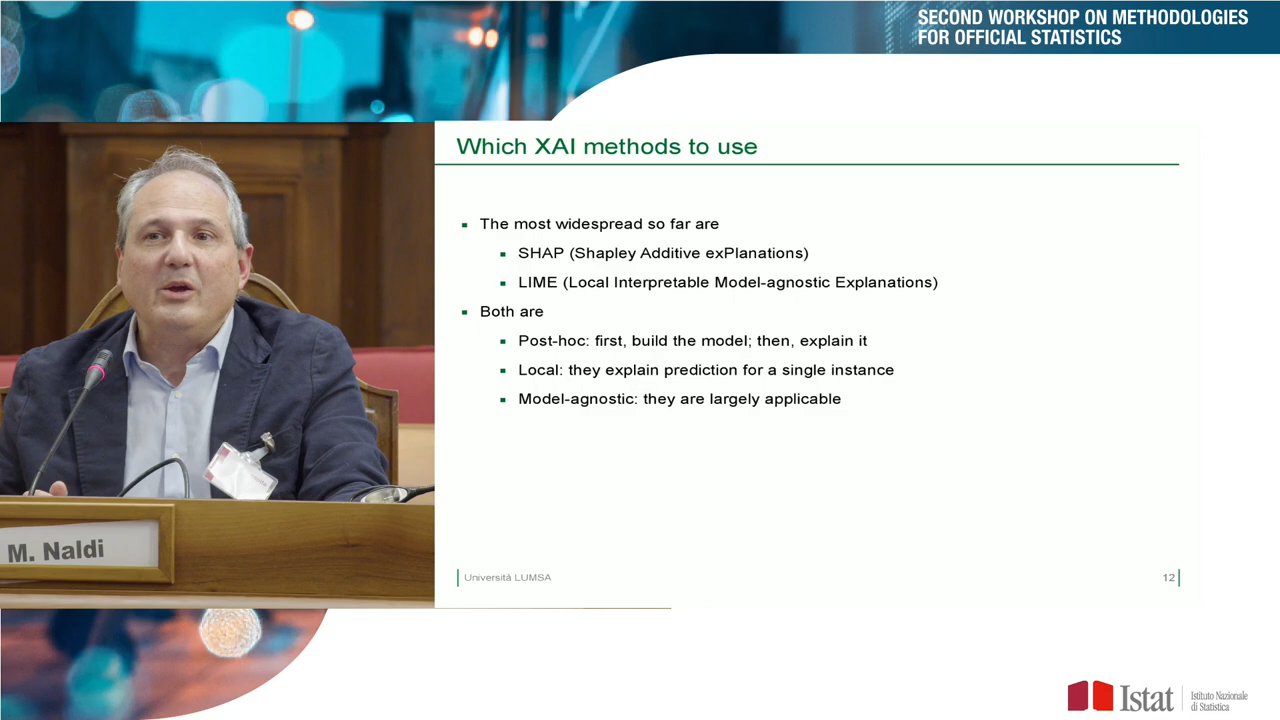 SECOND WORKSHOP ON METHODOLOGIES
FOR OFFICIAL STATISTICS
Which XAI methods to use
The most widespread so far are
SHAP (Shapley Additive exPlanations)
LIME (Local Interpretable Model-agnostic Explanations)
Both are
Post-hoc: first, build the model; then, explain it
Local: they explain prediction for a single instance
Model-agnostic: they are largely applicable
M. Naldi
Università LUMSA
12
Istat
Istituto Nazionale
di Statistica